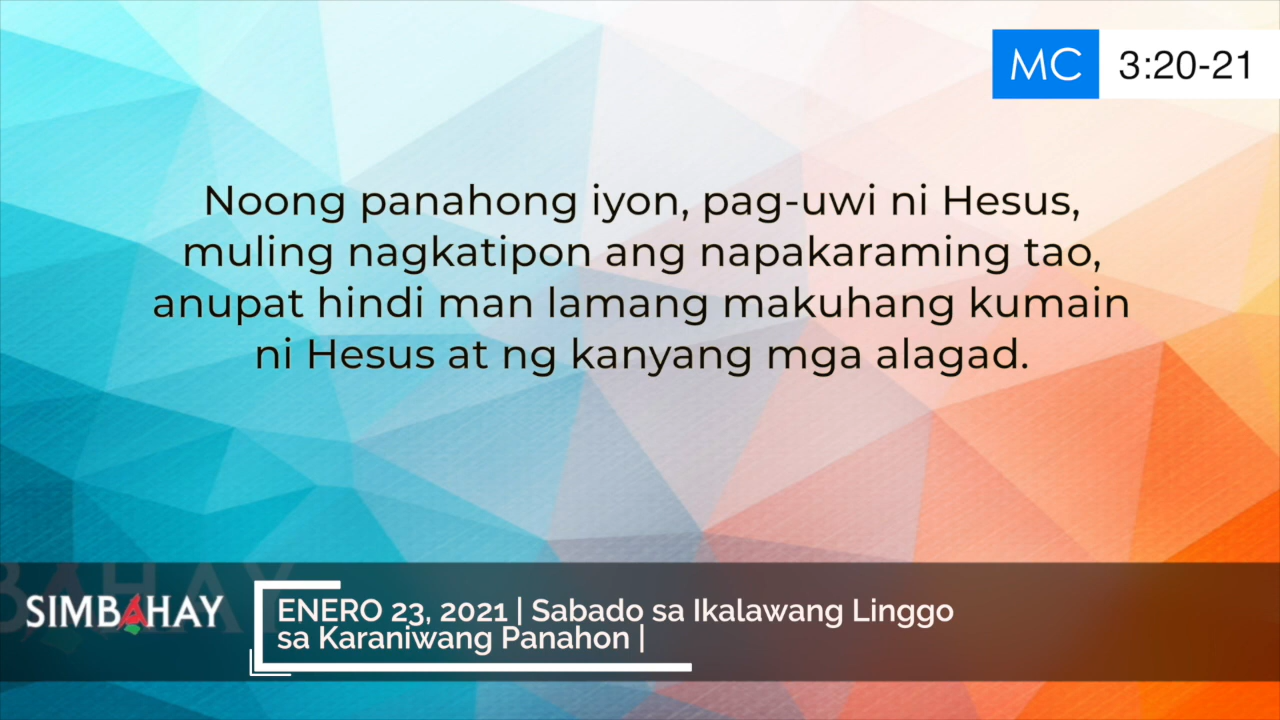 MC 3:20-21
Noong panahong iyon, pag-uwi ni Hesus,
muling nagkatipon ang napakaraming tao,
anupat hindi man lamang makuhang kumain
ni Hesus at ng kanyang mga alagad.
SIMBAHAY
ENERO 23, 2021 | Sabado sa Ikalawang Linggo
sa Karaniwang Panahon |